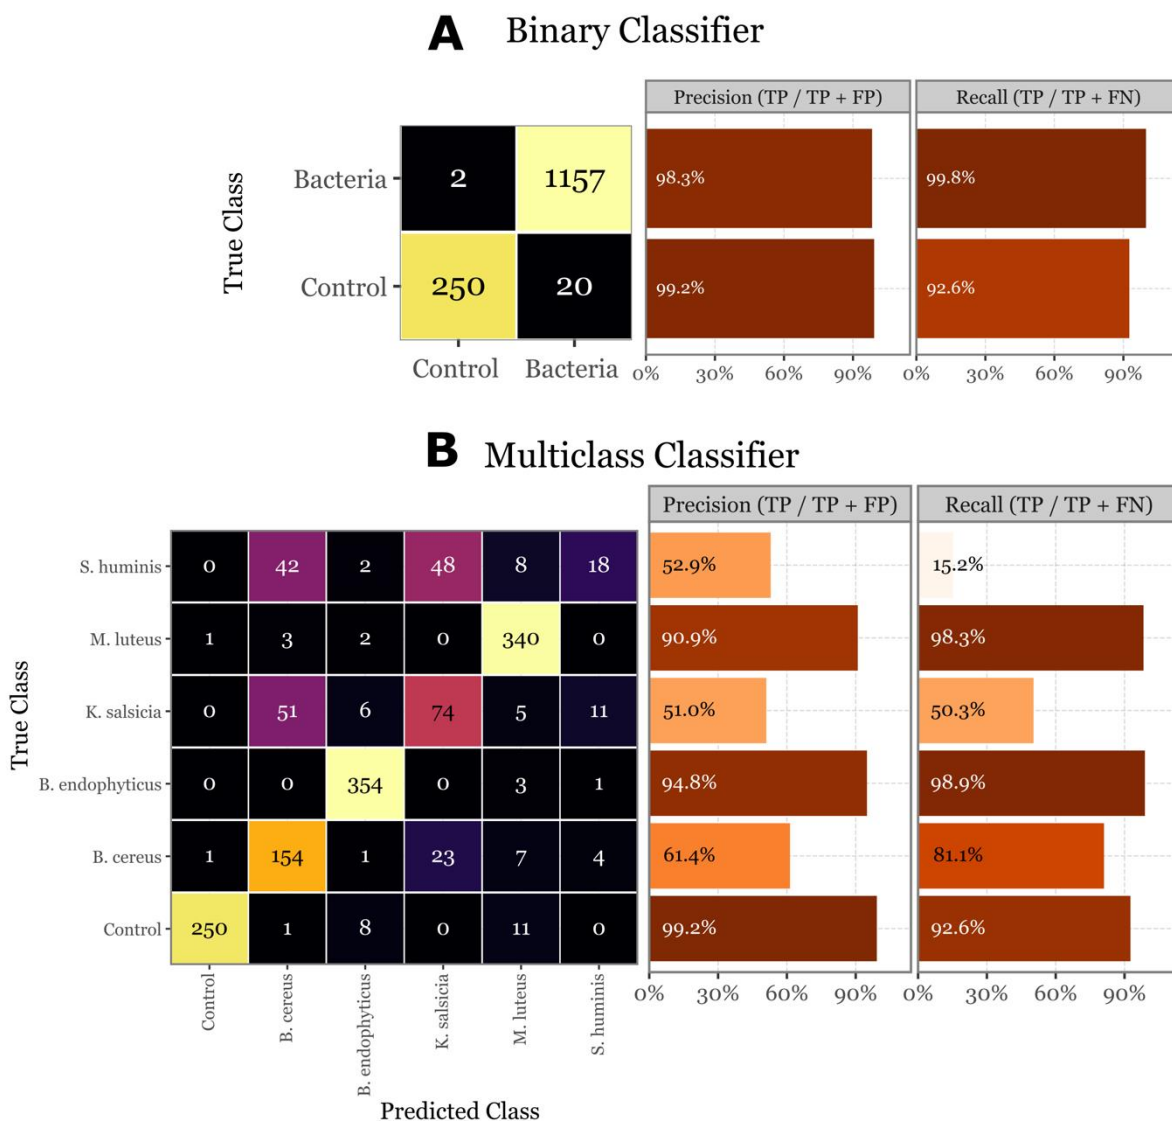 A Binary Classifier
Precision (TP / TP + FP) Recall (TP / TP + FN)
True Class
Bacteria 2 1157 98.3% 99.8%
Control 250 20 99.2% 92.6%
Control Bacteria 0% 30% 60% 90% 0% 30% 60% 90%
B Multiclass Classifier
Precision (TP / TP + FP) Recall (TP / TP + FN)
True Class
S. huminis 0 42 2 48 8 18 52.9% 15.2%
M. luteus 1 3 2 0 340 0 90.9% 98.3%
K. salsicia 0 51 6 74 5 11 51.0% 50.3%
B. endophyticus 0 0 354 0 3 1 94.8% 98.9%
B. cereus 1 154 1 23 7 4 61.4% 81.1%
Control 250 1 8 0 11 0 99.2% 92.6%
0% 30% 60% 90% 0% 30% 60% 90%
Control B. cereus B. endophyticus K. salsicia M. luteus S. huminis
Predicted Class